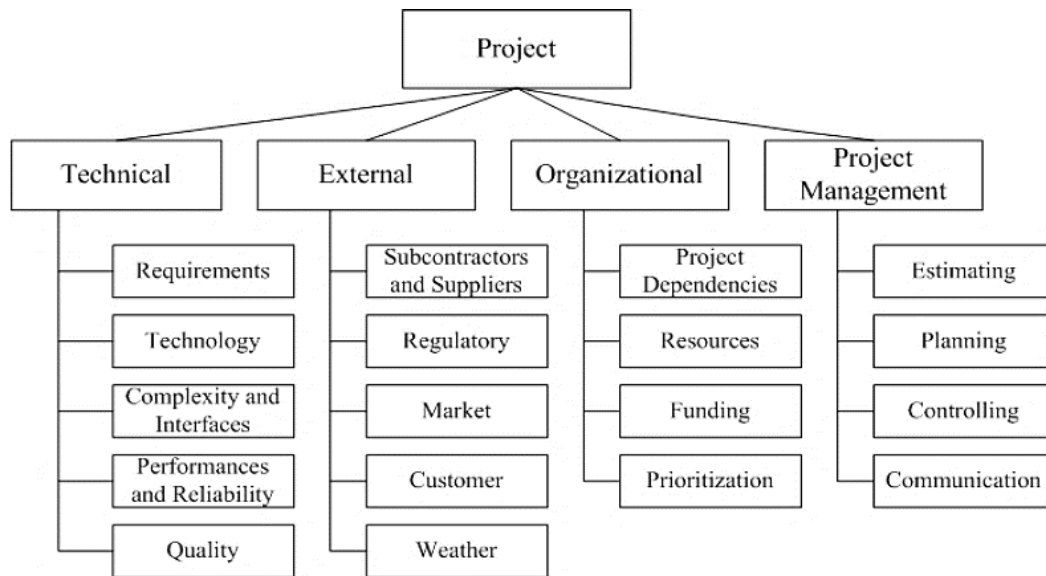 Project
Technical
External
Organizational
Project
Management
Requirements
Technology
Complexity and
Interfaces
Performances
and Reliability
Quality
Subcontractors
and Suppliers
Regulatory
Market
Customer
Weather
Project
Dependencies
Resources
Funding
Prioritization
Estimating
Planning
Controlling
Communication